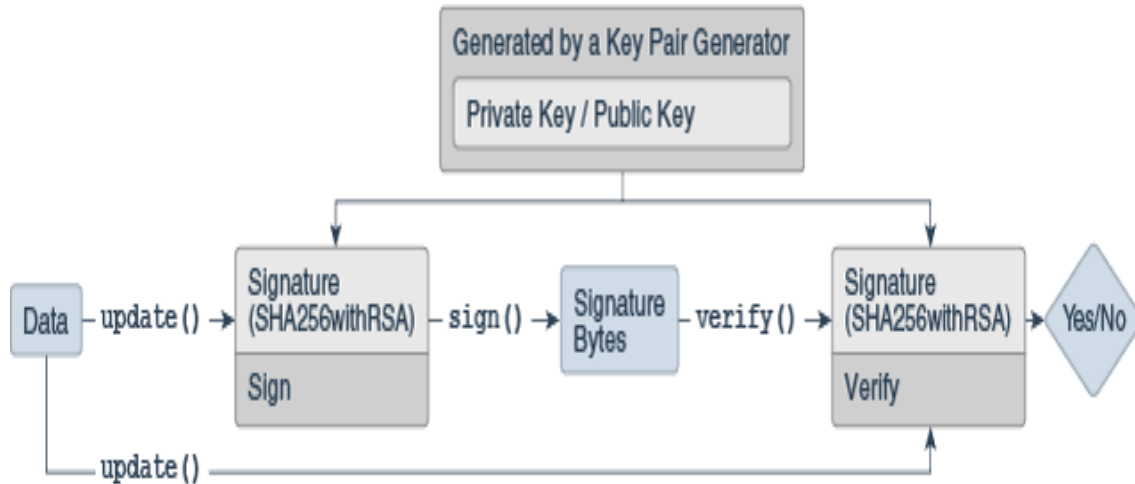 Generated by a Key Pair Generator
Private Key / Public Key
Data
update()
Signature
(SHA256withRSA)
Sign
sign()
Signature
Bytes
verify()
Signature
(SHA256withRSA)
Verify
Yes/No
update()